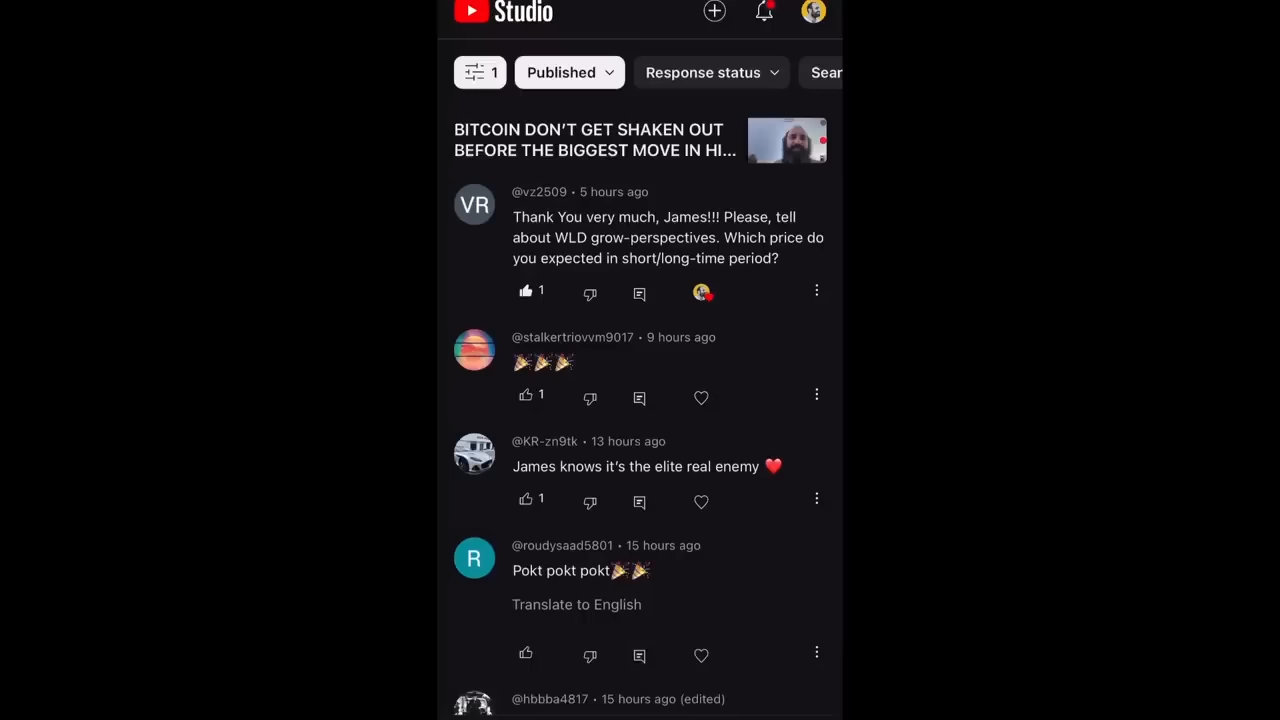 Studio
1
Published
Response status
Sear
BITCOIN DON'T GET SHAKEN OUT
BEFORE THE BIGGEST MOVE IN HI...
VR
@vz2509 • 5 hours ago
Thank You very much, James!!! Please, tell
about WLD grow-perspectives. Which price do
you expected in short/long-time period?
1
@stalkertriovvm9017 • 9 hours ago
🎉🎉🎉
1
@KR-zn9tk • 13 hours ago
James knows it's the elite real enemy ❤️
1
R
@roudysaad5801 • 15 hours ago
Pokt pokt pokt🎉🎉
Translate to English
@hbbba4817 • 15 hours ago (edited)